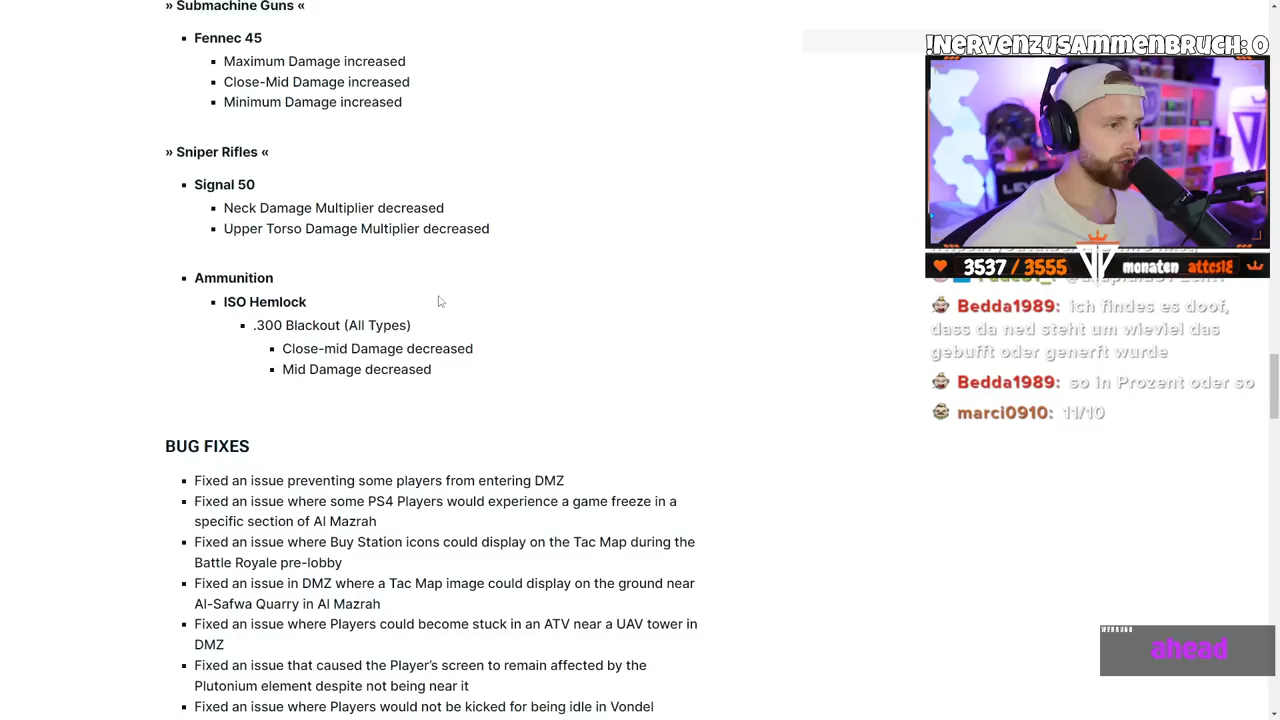 » Submachine Guns «
Fennec 45
Maximum Damage increased
Close-Mid Damage increased
Minimum Damage increased
» Sniper Rifles «
Signal 50
Neck Damage Multiplier decreased
Upper Torso Damage Multiplier decreased
Ammunition
ISO Hemlock
.300 Blackout (All Types)
Close-mid Damage decreased
Mid Damage decreased
BUG FIXES
Fixed an issue preventing some players from entering DMZ
Fixed an issue where some PS4 Players would experience a game freeze in a
specific section of Al Mazrah
Fixed an issue where Buy Station icons could display on the Tac Map during the
Battle Royale pre-lobby
Fixed an issue in DMZ where a Tac Map image could display on the ground near
Al-Safwa Quarry in Al Mazrah
Fixed an issue where Players could become stuck in an ATV near a UAV tower in
DMZ
Fixed an issue that caused the Player's screen to remain affected by the
Plutonium element despite not being near it
Fixed an issue where Players would not be kicked for being idle in Vondel
!NERVENZUSAMMENBRUCH: 0
3537 / 3555
monaten attcs18
Bedda1989: ich findes es doof,
dass da ned steht um wieviel das
gebufft oder generft wurde
Bedda1989: so in Prozent oder so
marci0910: 11/10
WERBUNG
ahead